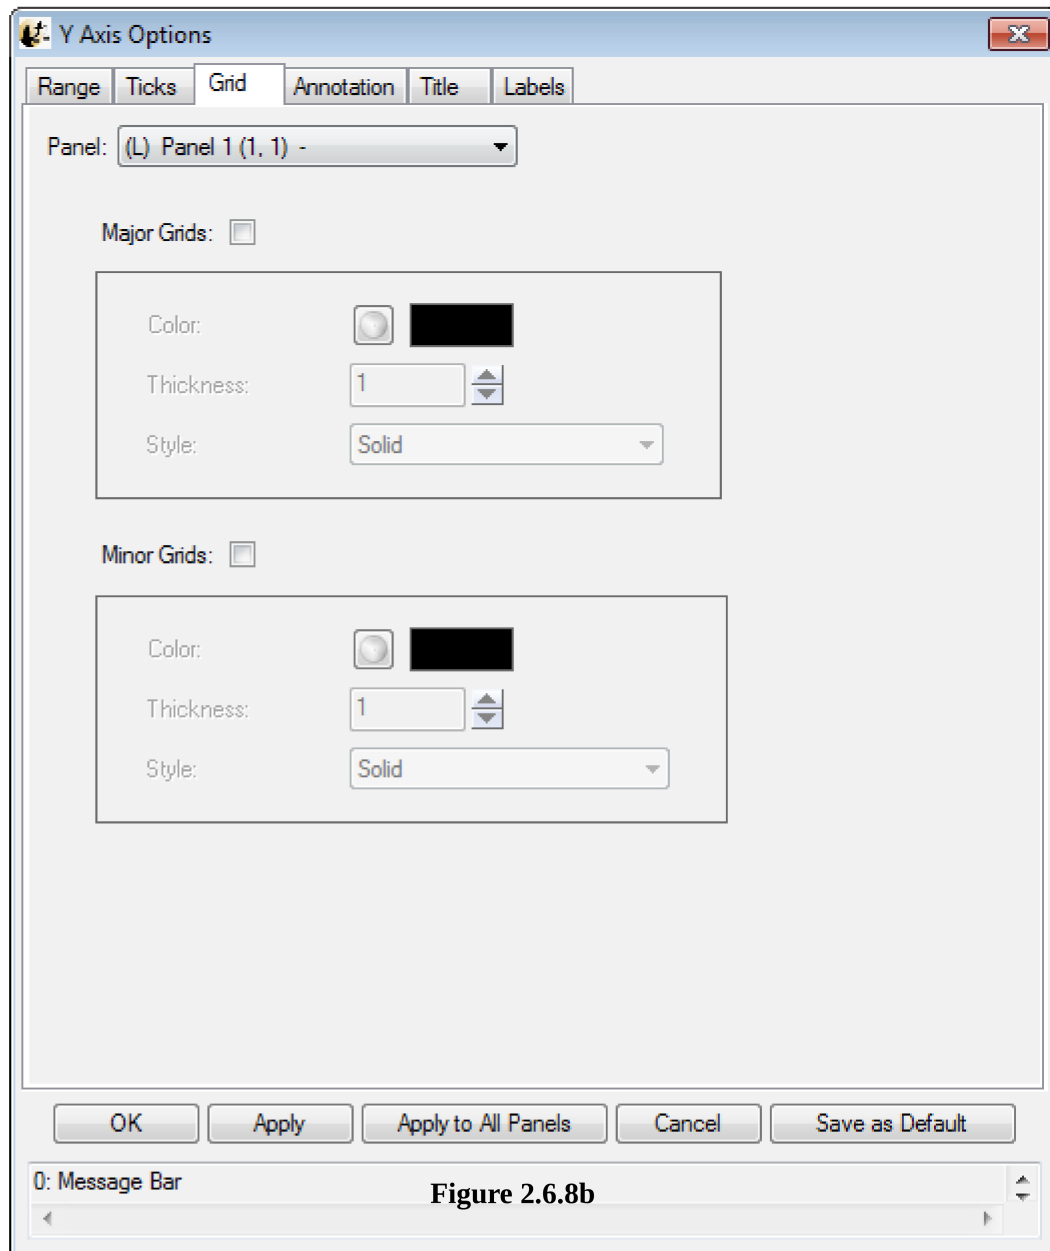 Y Axis Options
Range Ticks Grid Annotation Title Labels
Panel: (L) Panel 1 (1, 1) -
Major Grids:
Color:
Thickness: 1
Style: Solid
Minor Grids:
Color:
Thickness: 1
Style: Solid
OK Apply Apply to All Panels Cancel Save as Default
0: Message Bar
Figure 2.6.8b